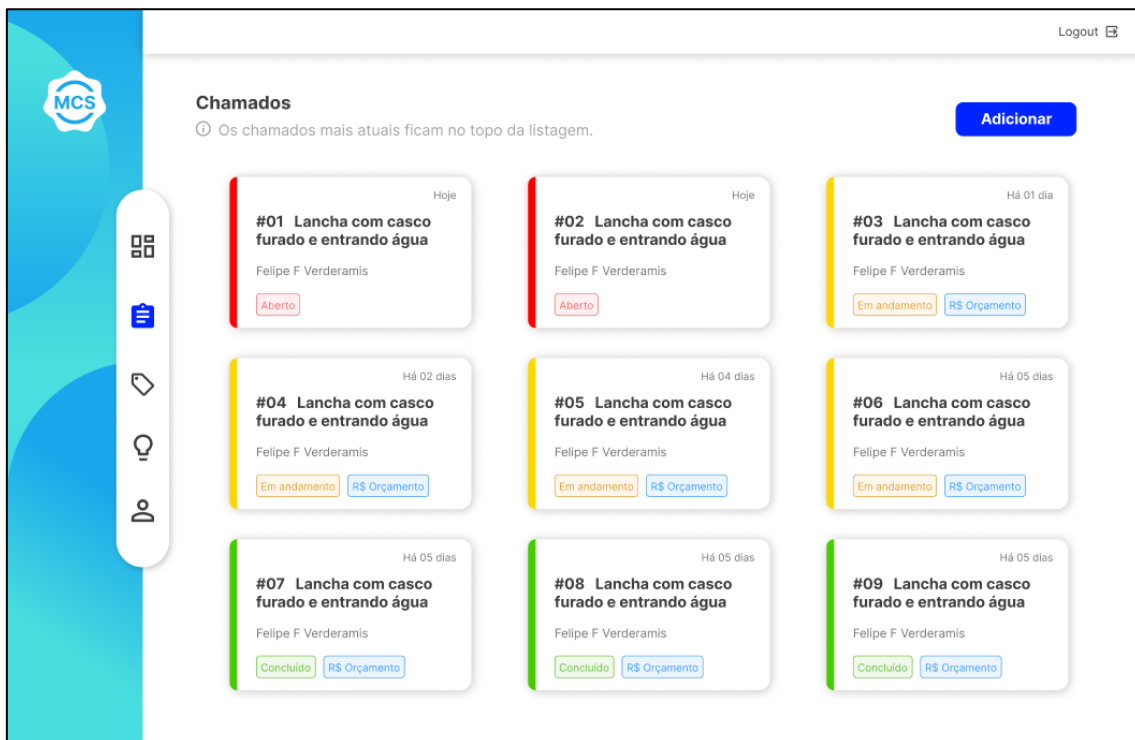 Logout
MCS
Chamados
Os chamados mais atuais ficam no topo da listagem.
Adicionar
Hoje
#01 Lancha com casco
furado e entrando água
Felipe F Verderamis
Aberto
Hoje
#02 Lancha com casco
furado e entrando água
Felipe F Verderamis
Aberto
Há 01 dia
#03 Lancha com casco
furado e entrando água
Felipe F Verderamis
Em andamento R$ Orçamento
Há 02 dias
#04 Lancha com casco
furado e entrando água
Felipe F Verderamis
Em andamento R$ Orçamento
Há 04 dias
#05 Lancha com casco
furado e entrando água
Felipe F Verderamis
Em andamento R$ Orçamento
Há 05 dias
#06 Lancha com casco
furado e entrando água
Felipe F Verderamis
Em andamento R$ Orçamento
Há 05 dias
#07 Lancha com casco
furado e entrando água
Felipe F Verderamis
Concluído R$ Orçamento
Há 05 dias
#08 Lancha com casco
furado e entrando água
Felipe F Verderamis
Concluído R$ Orçamento
Há 05 dias
#09 Lancha com casco
furado e entrando água
Felipe F Verderamis
Concluído R$ Orçamento